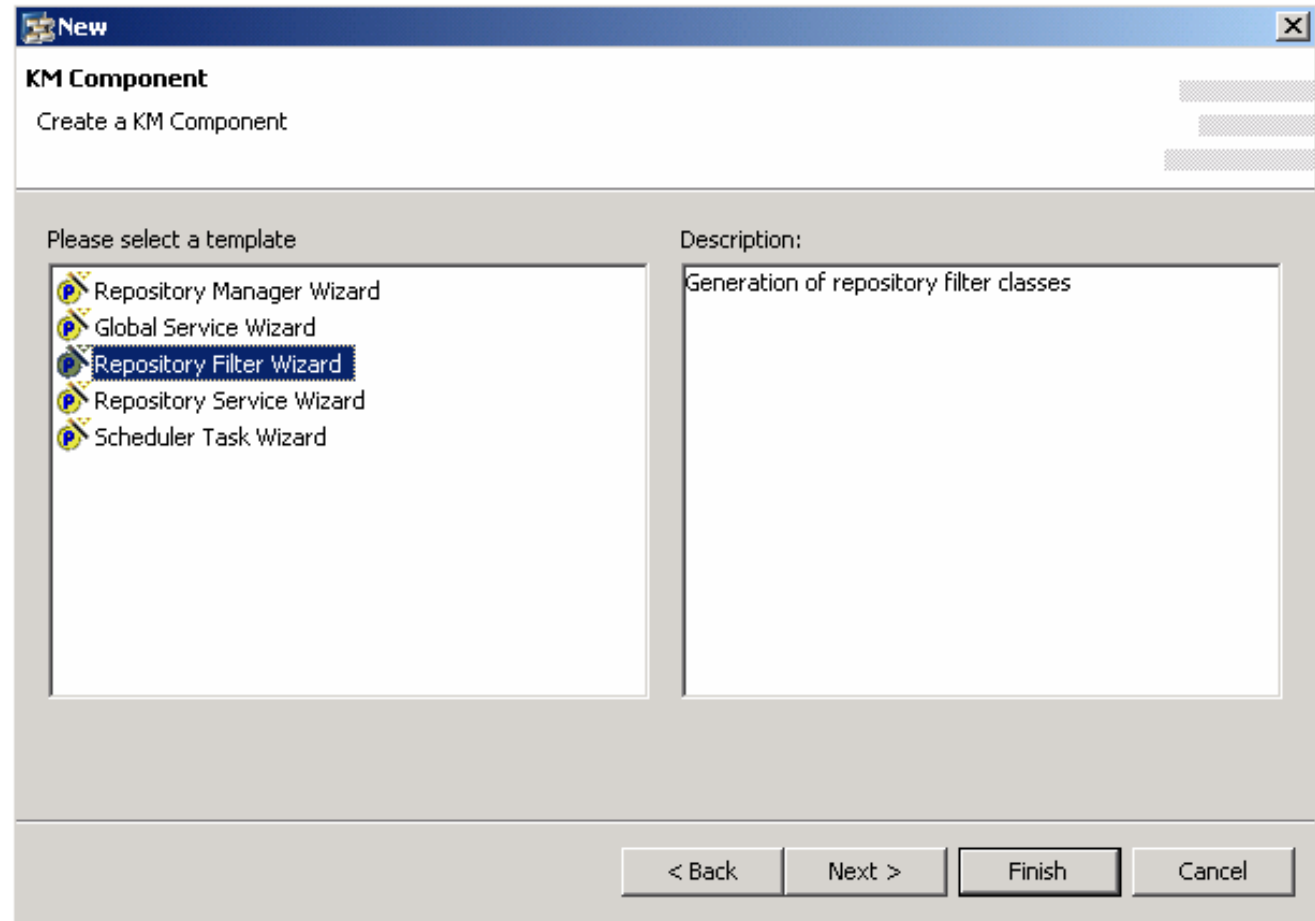 New
KM Component
Create a KM Component
Please select a template
Description:
Repository Manager Wizard
Global Service Wizard
Repository Filter Wizard
Repository Service Wizard
Scheduler Task Wizard
Generation of repository filter classes
< Back
Next >
Finish
Cancel